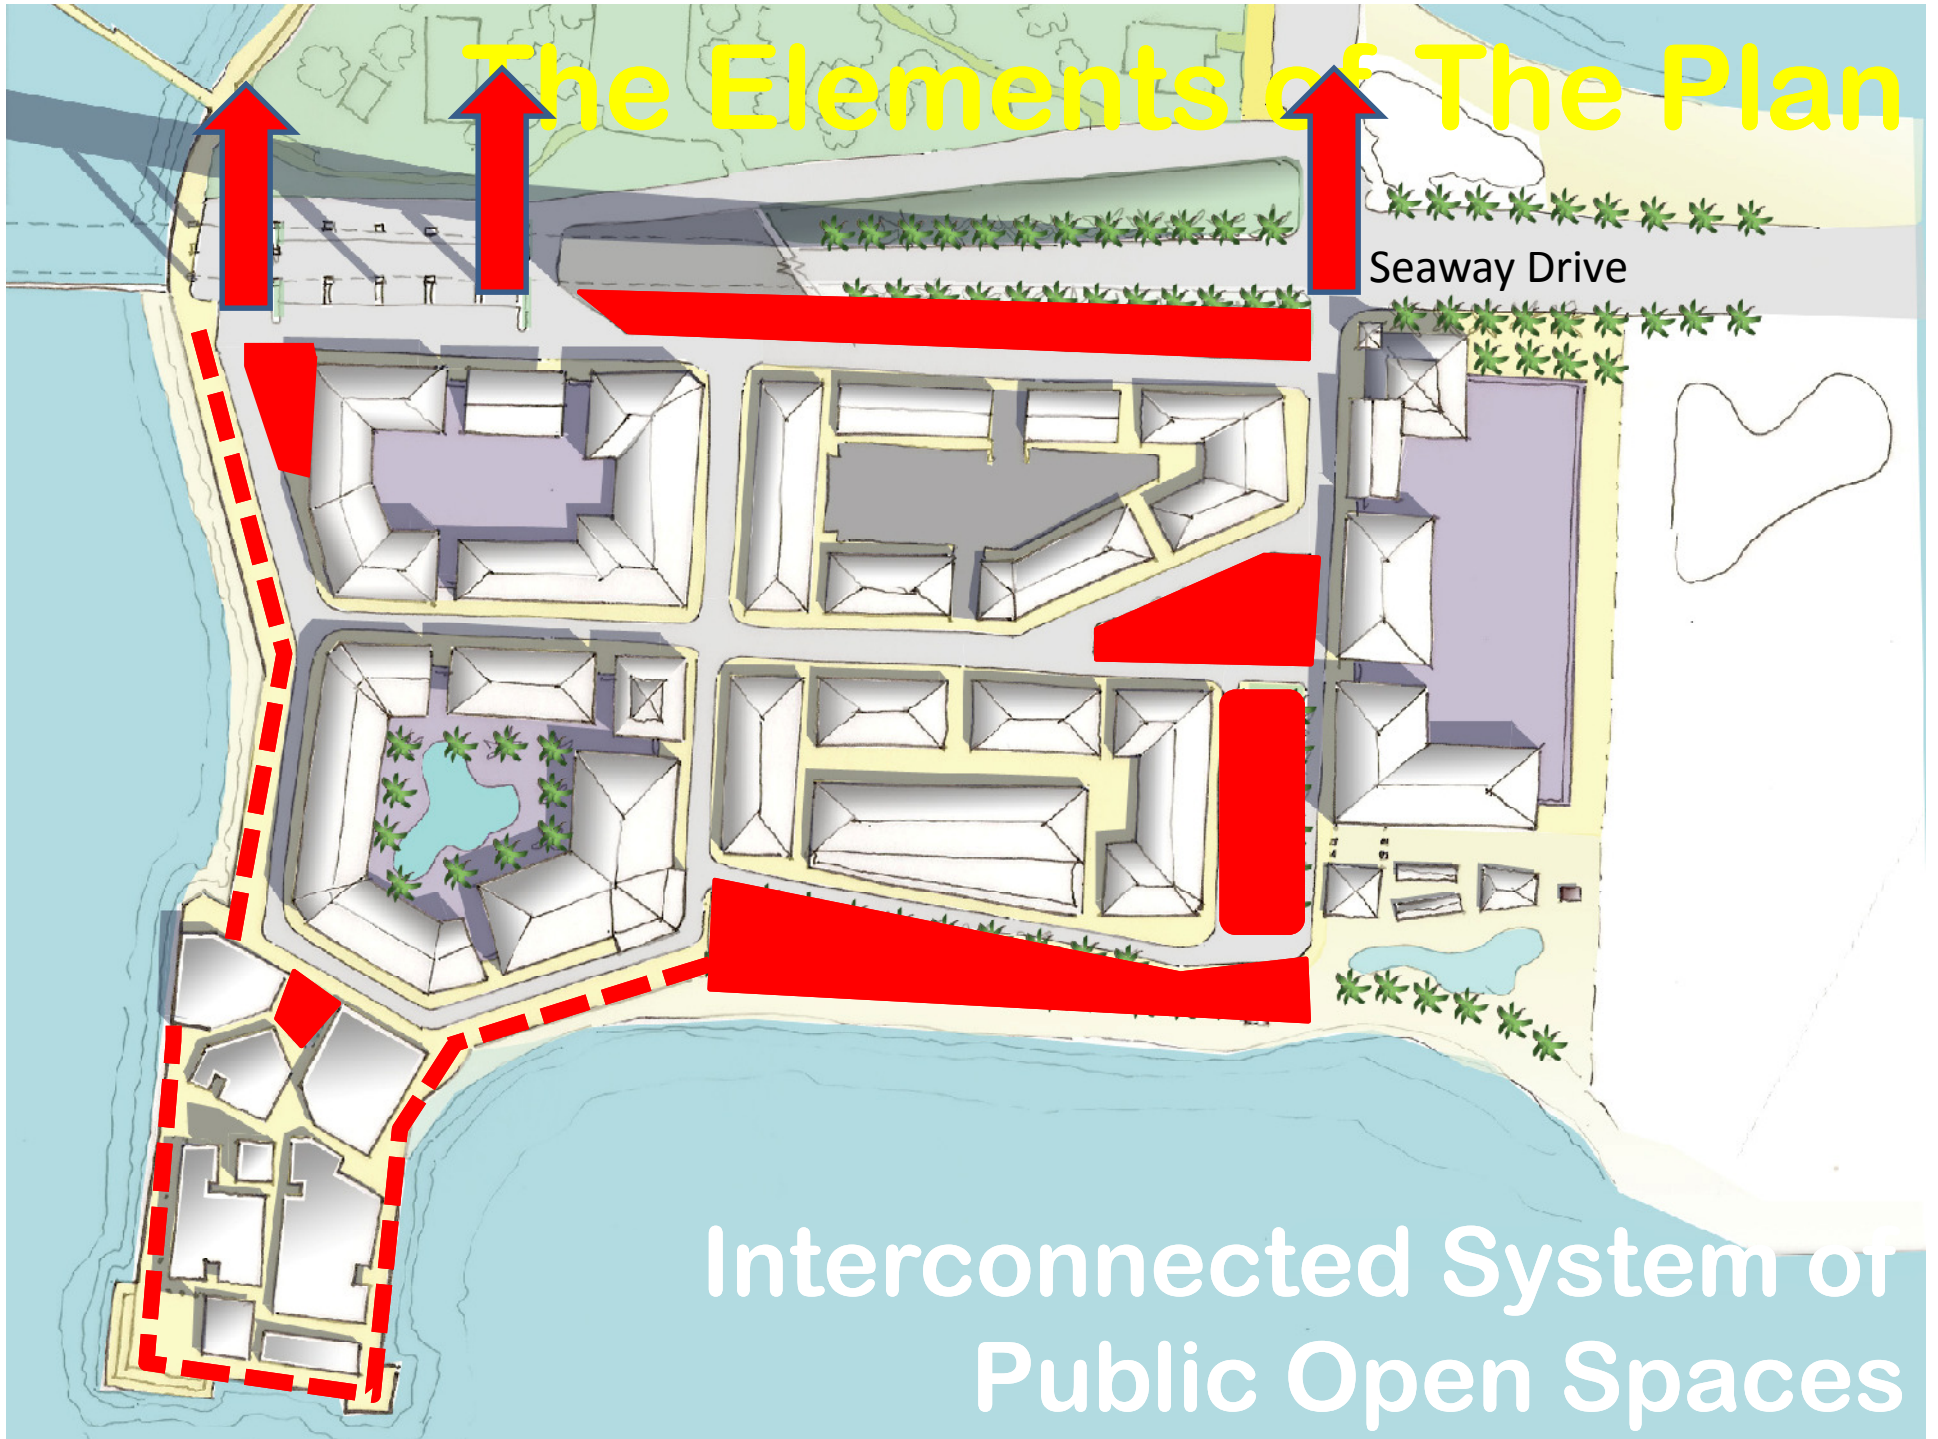 The Elements of The Plan
Seaway Drive
Interconnected System of
Public Open Spaces